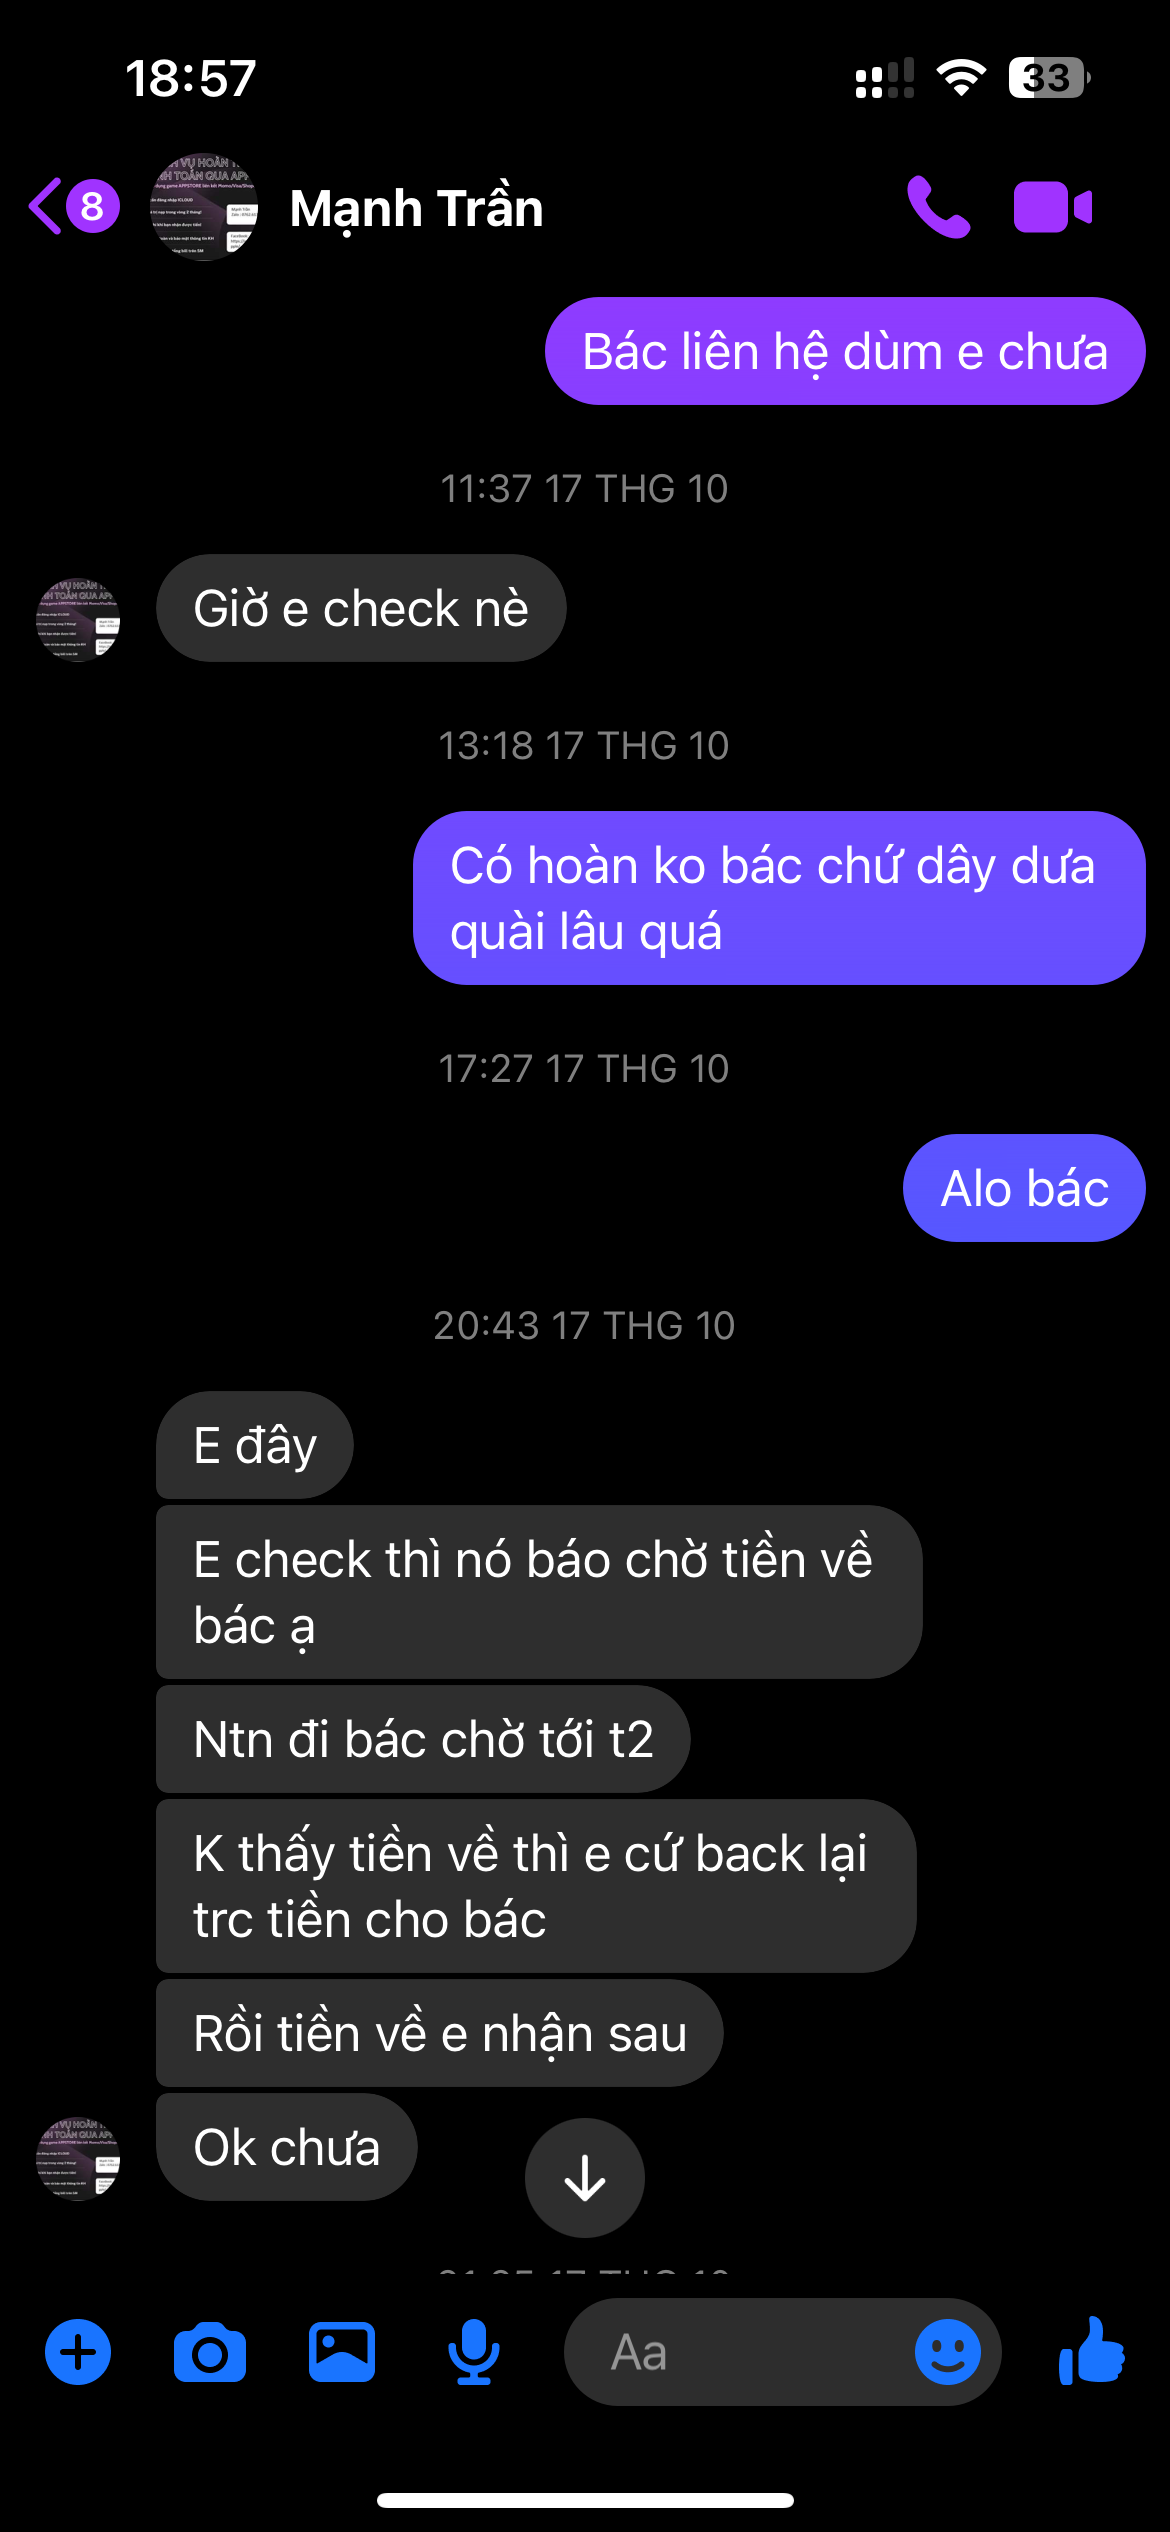 18:57
33
8
Mạnh Trần
Bác liên hệ dùm e chưa
11:37 17 THG 10
Giờ e check nè
13:18 17 THG 10
Có hoàn ko bác chứ dây dưa
quài lâu quá
17:27 17 THG 10
Alo bác
20:43 17 THG 10
E đây
E check thì nó báo chờ tiền về
bác ạ
Ntn đi bác chờ tới t2
K thấy tiền về thì e cứ back lại
trc tiền cho bác
Rồi tiền về e nhận sau
Ok chưa
Aa